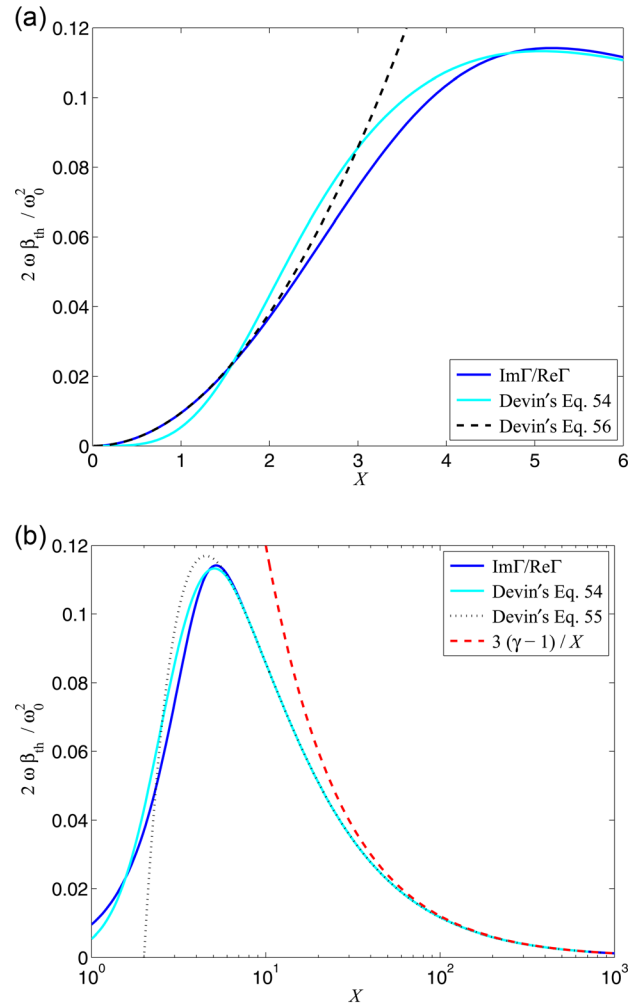 (a)
0.12
0.1
0.08
0.06
0.04
0.02
0
2 ω β_th / ω_0^2
0 1 2 3 4 5 6
X
ImΓ/ReΓ
Devin′s Eq. 54
Devin′s Eq. 56
(b)
0.12
0.1
0.08
0.06
0.04
0.02
0
2 ω β_th / ω_0^2
10^0 10^1 10^2 10^3
X
ImΓ/ReΓ
Devin′s Eq. 54
Devin′s Eq. 55
3 (γ − 1) / X